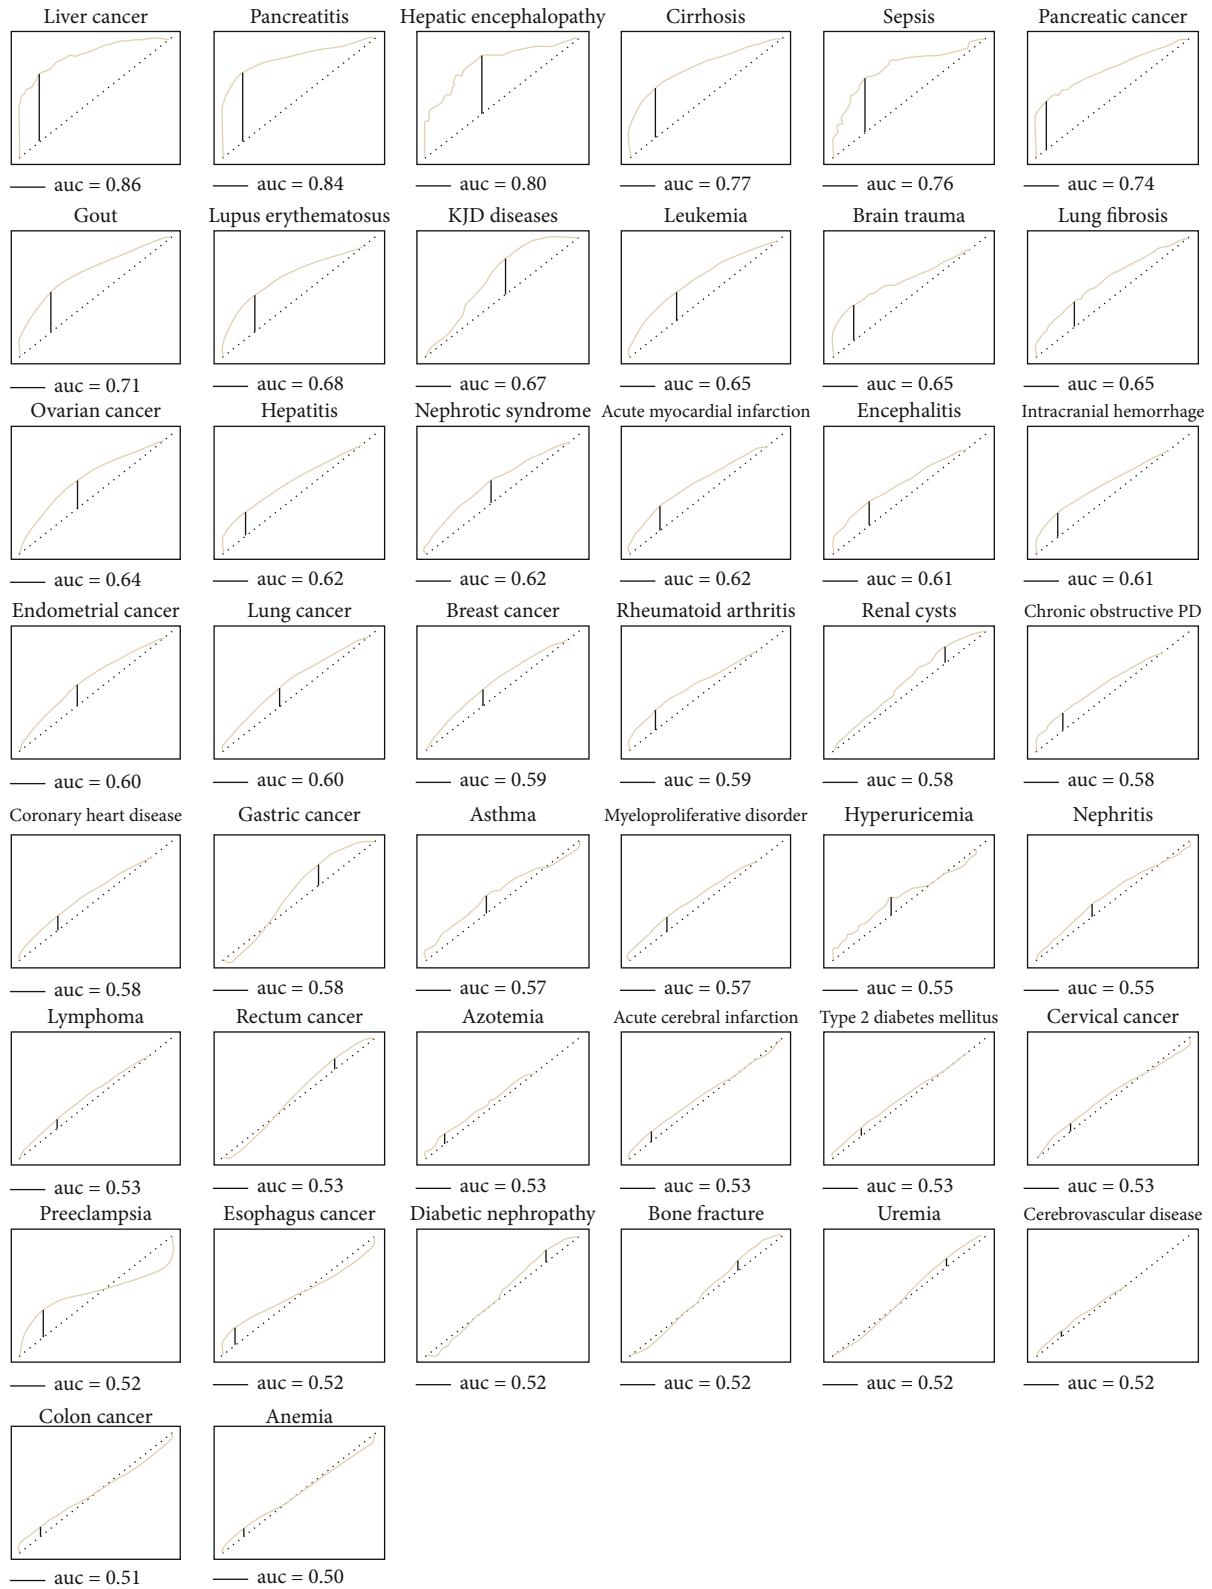 Liver cancer
Pancreatitis
Hepatic encephalopathy
Cirrhosis
Sepsis
Pancreatic cancer
auc = 0.86
auc = 0.84
auc = 0.80
auc = 0.77
auc = 0.76
auc = 0.74
Gout
Lupus erythematosus
KJD diseases
Leukemia
Brain trauma
Lung fibrosis
auc = 0.71
auc = 0.68
auc = 0.67
auc = 0.65
auc = 0.65
auc = 0.65
Ovarian cancer
Hepatitis
Nephrotic syndrome
Acute myocardial infarction
Encephalitis
Intracranial hemorrhage
auc = 0.64
auc = 0.62
auc = 0.62
auc = 0.62
auc = 0.61
auc = 0.61
Endometrial cancer
Lung cancer
Breast cancer
Rheumatoid arthritis
Renal cysts
Chronic obstructive PD
auc = 0.60
auc = 0.60
auc = 0.59
auc = 0.59
auc = 0.58
auc = 0.58
Coronary heart disease
Gastric cancer
Asthma
Myeloproliferative disorder
Hyperuricemia
Nephritis
auc = 0.58
auc = 0.58
auc = 0.57
auc = 0.57
auc = 0.55
auc = 0.55
Lymphoma
Rectum cancer
Azotemia
Acute cerebral infarction
Type 2 diabetes mellitus
Cervical cancer
auc = 0.53
auc = 0.53
auc = 0.53
auc = 0.53
auc = 0.53
auc = 0.53
Preeclampsia
Esophagus cancer
Diabetic nephropathy
Bone fracture
Uremia
Cerebrovascular disease
auc = 0.52
auc = 0.52
auc = 0.52
auc = 0.52
auc = 0.52
auc = 0.52
Colon cancer
Anemia
auc = 0.51
auc = 0.50